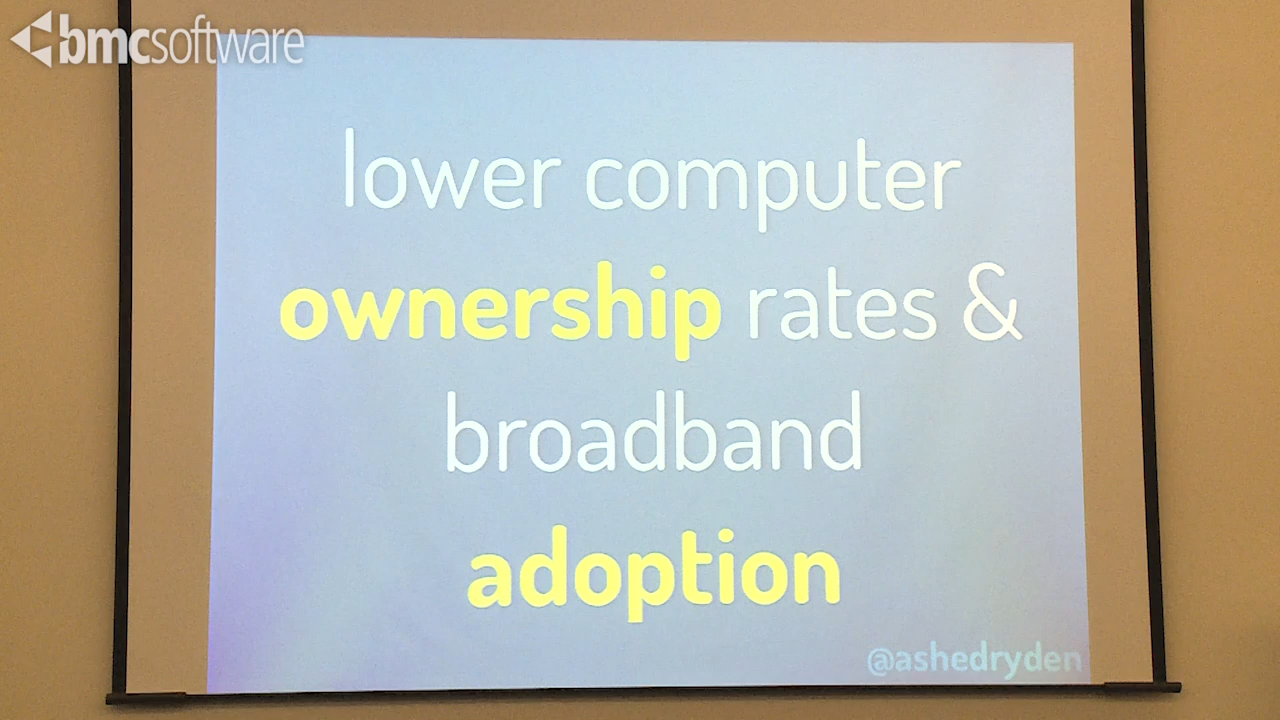 bmcsoftware
lower computer
ownership rates &
broadband
adoption
@ashedryden